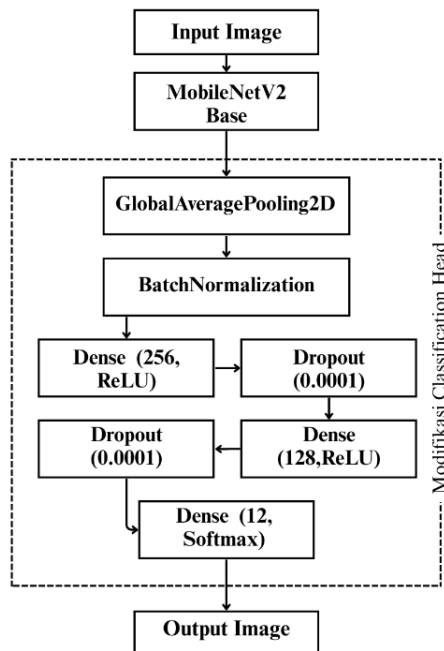 Input Image
MobileNetV2
Base
GlobalAveragePooling2D
BatchNormalization
Dense (256,
ReLU)
Dropout
(0.0001)
Dense
(128,ReLU)
Dropout
(0.0001)
Dense (12,
Softmax)
Output Image
Modifikasi Classification Head